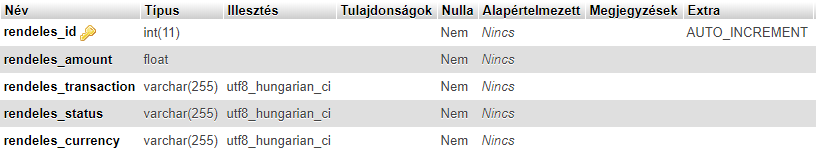 Név Típus Illesztés Tulajdonságok Nulla Alapértelmezett Megjegyzések Extra
rendeles_id int(11) Nem Nincs AUTO_INCREMENT
rendeles_amount float Nem Nincs
rendeles_transaction varchar(255) utf8_hungarian_ci Nem Nincs
rendeles_status varchar(255) utf8_hungarian_ci Nem Nincs
rendeles_currency varchar(255) utf8_hungarian_ci Nem Nincs